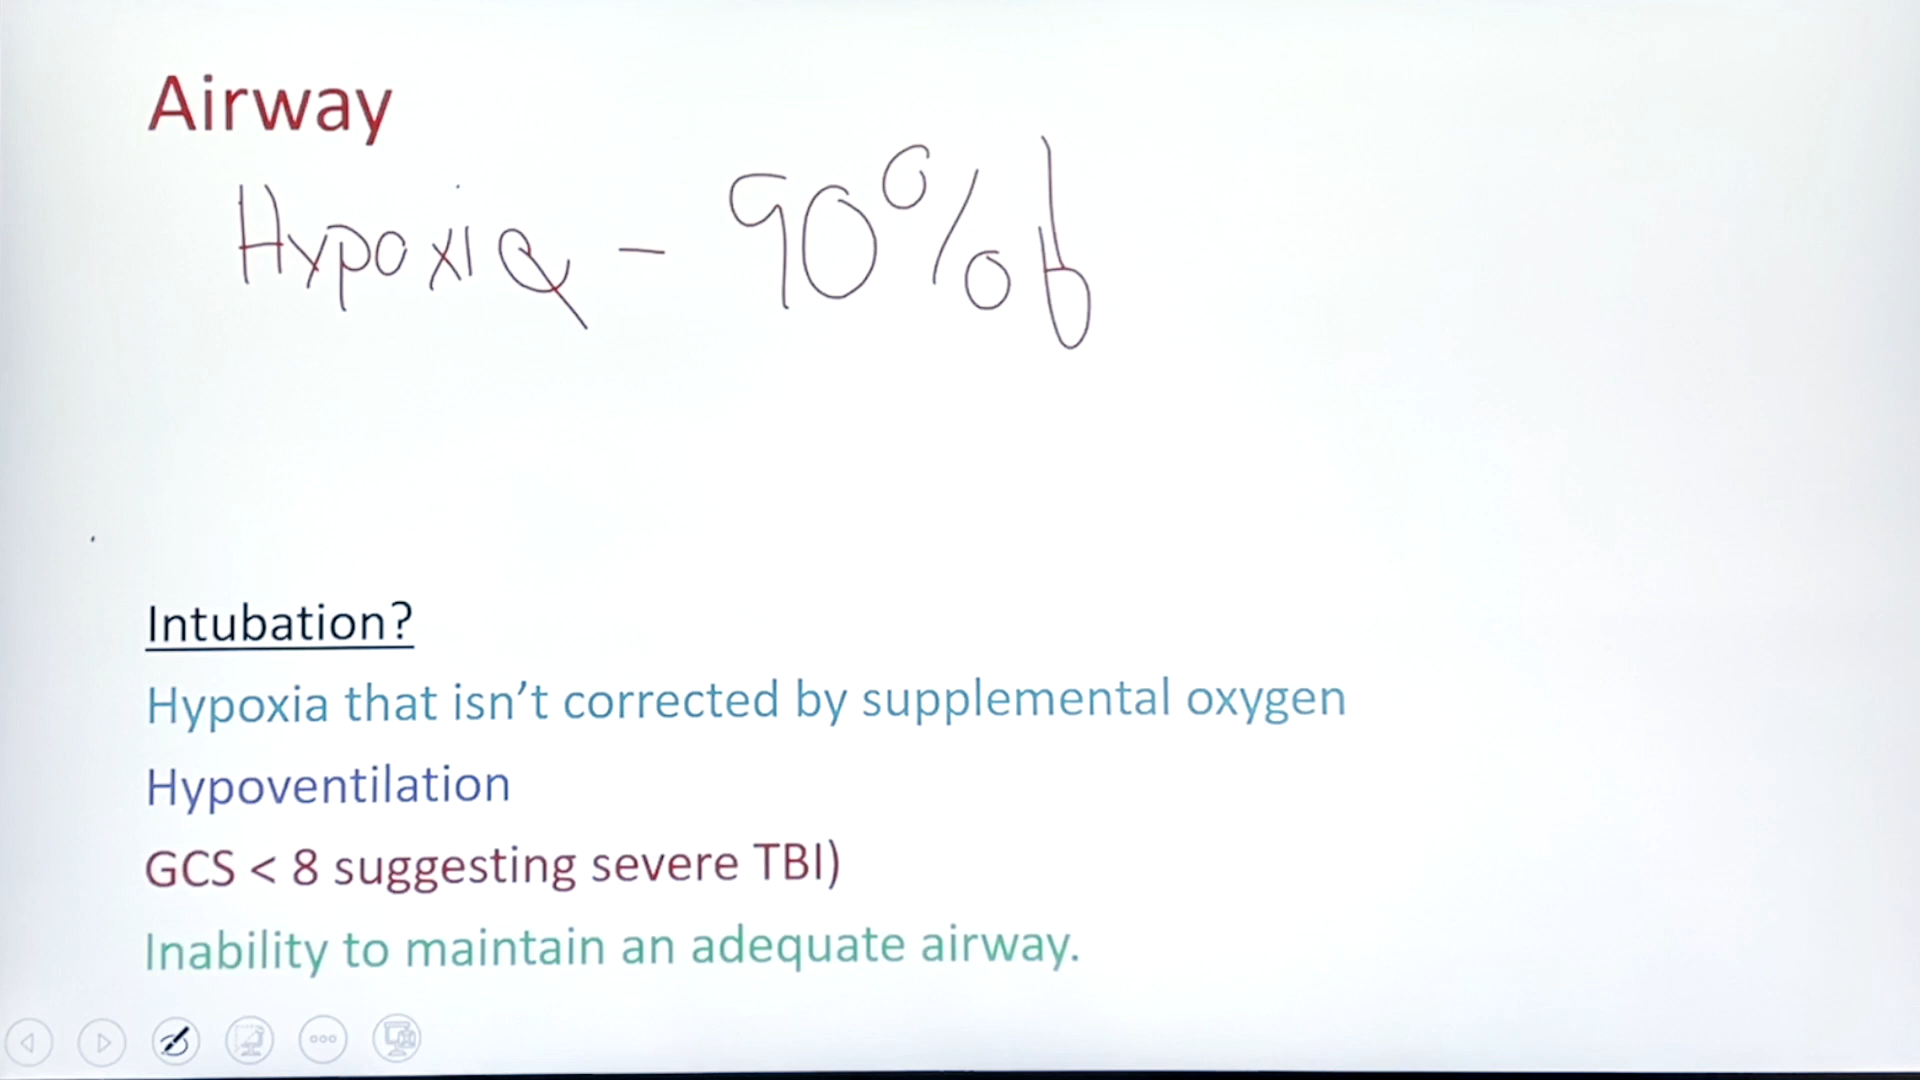 Airway
Hypoxia - 90%
Intubation?
Hypoxia that isn't corrected by supplemental oxygen
Hypoventilation
GCS < 8 suggesting severe TBI)
Inability to maintain an adequate airway.